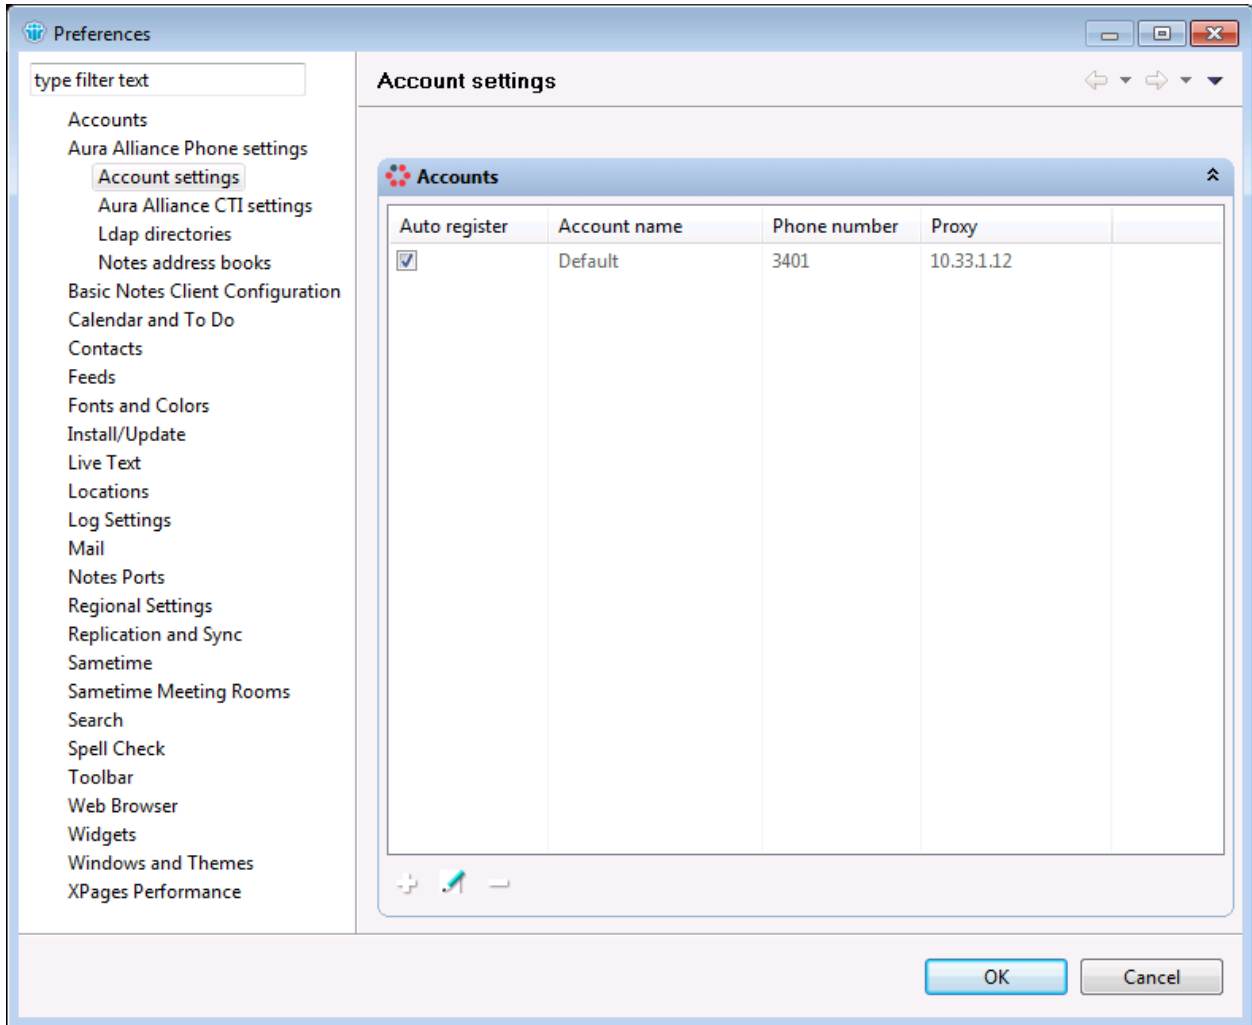 Preferences
type filter text
Accounts
Aura Alliance Phone settings
Account settings
Aura Alliance CTI settings
Ldap directories
Notes address books
Basic Notes Client Configuration
Calendar and To Do
Contacts
Feeds
Fonts and Colors
Install/Update
Live Text
Locations
Log Settings
Mail
Notes Ports
Regional Settings
Replication and Sync
Sametime
Sametime Meeting Rooms
Search
Spell Check
Toolbar
Web Browser
Widgets
Windows and Themes
XPages Performance
Account settings
Accounts
Auto register Account name Phone number Proxy
Default 3401 10.33.1.12
OK Cancel